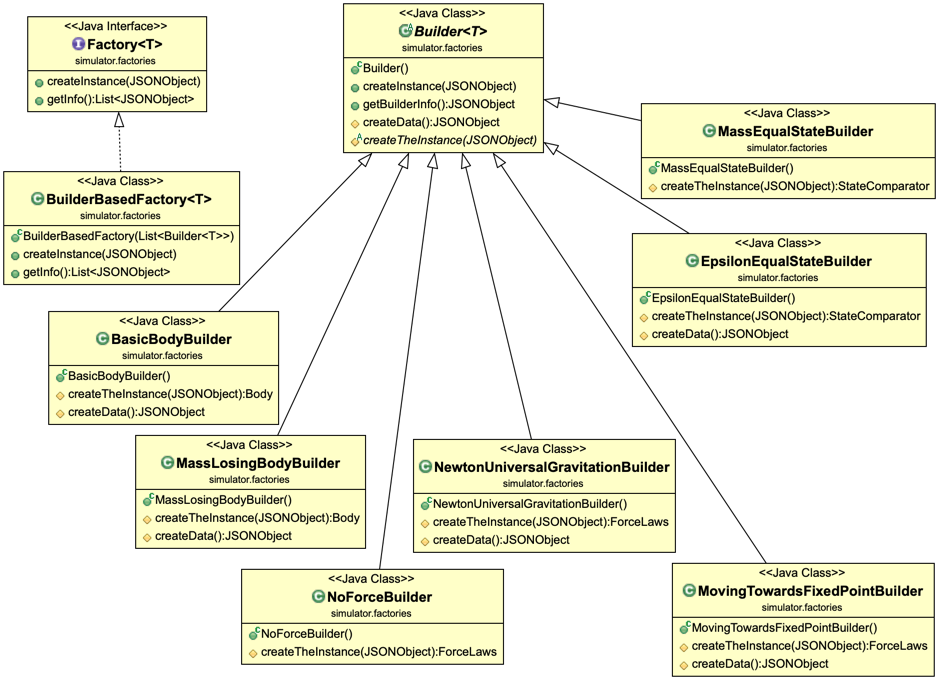 <<Java Interface>>
Factory<T>
simulator.factories
createInstance(JSONObject)
getInfo():List<JSONObject>
<<Java Class>>
Builder<T>
simulator.factories
Builder()
createInstance(JSONObject)
getBuilderInfo():JSONObject
createData():JSONObject
createTheInstance(JSONObject)
<<Java Class>>
MassEqualStateBuilder
simulator.factories
MassEqualStateBuilder()
createTheInstance(JSONObject):StateComparator
<<Java Class>>
BuilderBasedFactory<T>
simulator.factories
BuilderBasedFactory(List<Builder<T>>)
createInstance(JSONObject)
getInfo():List<JSONObject>
<<Java Class>>
EpsilonEqualStateBuilder
simulator.factories
EpsilonEqualStateBuilder()
createTheInstance(JSONObject):StateComparator
createData():JSONObject
<<Java Class>>
BasicBodyBuilder
simulator.factories
BasicBodyBuilder()
createTheInstance(JSONObject):Body
createData():JSONObject
<<Java Class>>
MassLosingBodyBuilder
simulator.factories
MassLosingBodyBuilder()
createTheInstance(JSONObject):Body
createData():JSONObject
<<Java Class>>
NewtonUniversalGravitationBuilder
simulator.factories
NewtonUniversalGravitationBuilder()
createTheInstance(JSONObject):ForceLaws
createData():JSONObject
<<Java Class>>
NoForceBuilder
simulator.factories
NoForceBuilder()
createTheInstance(JSONObject):ForceLaws
<<Java Class>>
MovingTowardsFixedPointBuilder
simulator.factories
MovingTowardsFixedPointBuilder()
createTheInstance(JSONObject):ForceLaws
createData():JSONObject